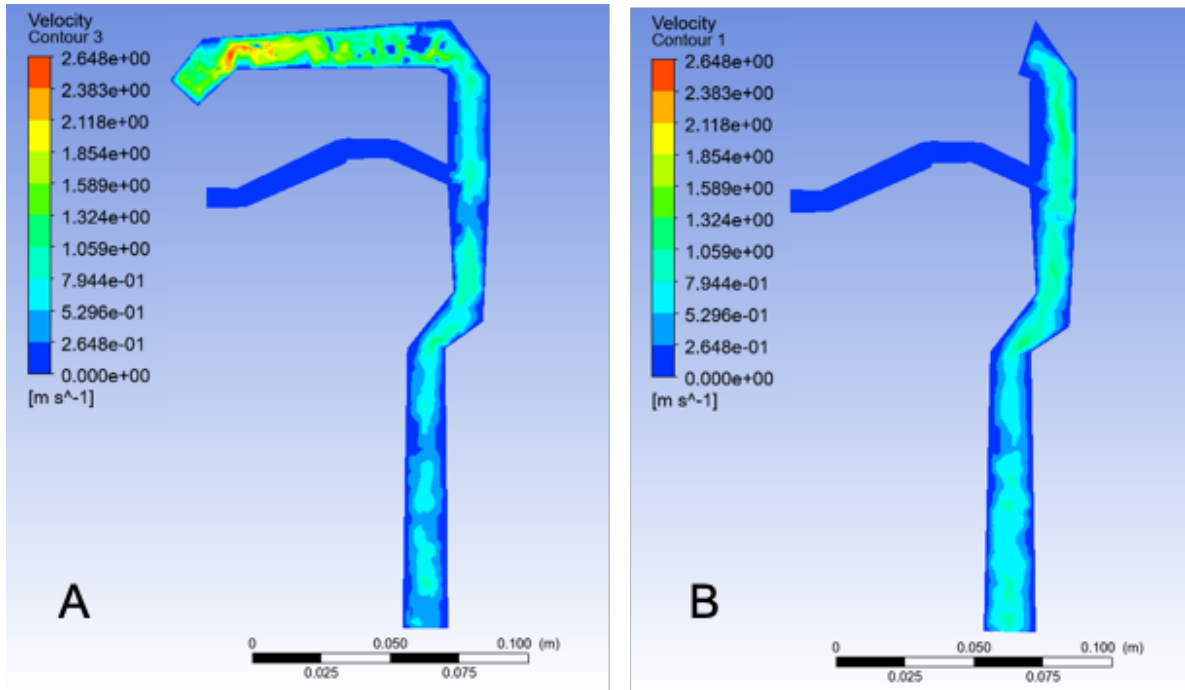 Velocity
Contour 3
2.648e+00
2.383e+00
2.118e+00
1.854e+00
1.589e+00
1.324e+00
1.059e+00
7.944e-01
5.296e-01
2.648e-01
0.000e+00
[m s^-1]
A
0 0.050 0.100 (m)
0.025 0.075
Velocity
Contour 1
2.648e+00
2.383e+00
2.118e+00
1.854e+00
1.589e+00
1.324e+00
1.059e+00
7.944e-01
5.296e-01
2.648e-01
0.000e+00
[m s^-1]
B
0 0.050 0.100 (m)
0.025 0.075